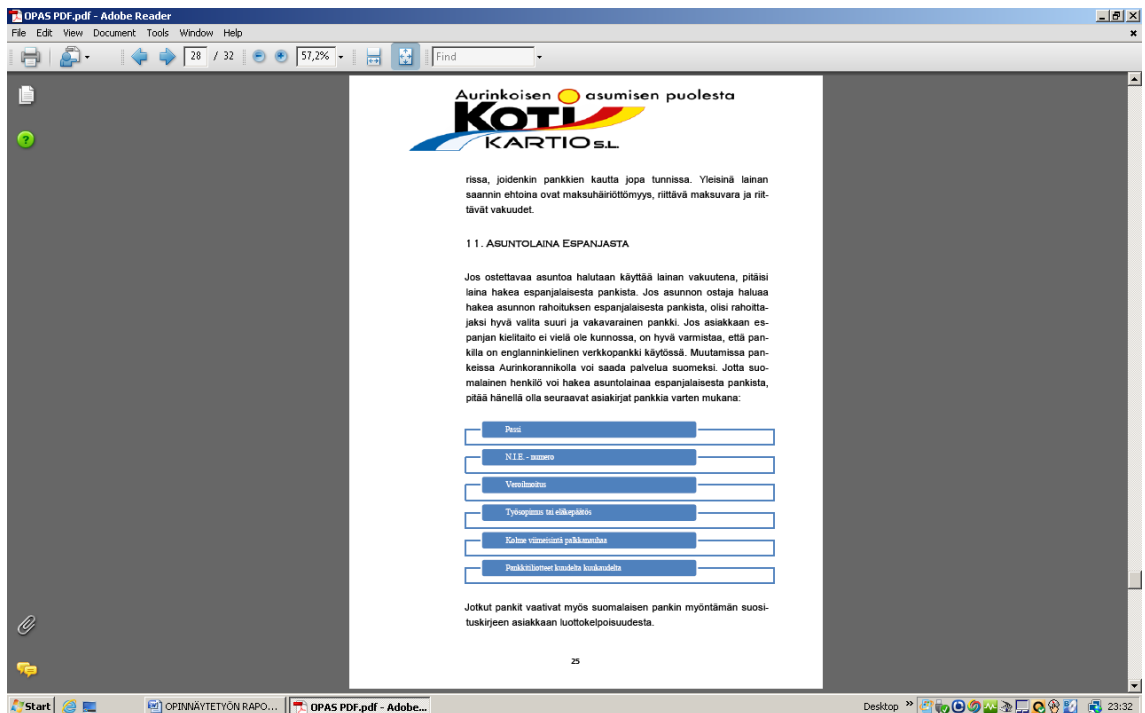 OPAS PDF.pdf - Adobe Reader
File Edit View Document Tools Window Help
28 / 32 57,2% Find
Aurinkoisen asumisen puolesta
KOTI
KARTIO S.L.
rissa, joidenkin pankkien kautta jopa tunnissa. Yleisinä lainan
saannin ehtoina ovat maksuhäiriöttömyys, riittävä maksuvara ja riit-
tävät vakuudet.
11. ASUNTOLAINA ESPANJASTA
Jos ostettavaa asuntoa halutaan käyttää lainan vakuutena, pitäisi
laina hakea espanjalaisesta pankista. Jos asunnon ostaja haluaa
hakea asunnon rahoituksen espanjalaisesta pankista, olisi rahoitta-
jaksi hyvä valita suuri ja vakavarainen pankki. Jos asiakkaan es-
panjan kielitaito ei vielä ole kunnossa, on hyvä varmistaa, että pan-
killa on englanninkielinen verkkopankki käytössä. Muutamissa pan-
keissa Aurinkorannikolla voi saada palvelua suomeksi. Jotta suo-
malainen henkilö voi hakea asuntolainaa espanjalaisesta pankista,
pitää hänellä olla seuraavat asiakirjat pankkia varten mukana:
Passi
N.I.E. - numero
Veroilmoitus
Työsopimus tai eläkepäätös
Kolme viimeisintä palkkanauhaa
Pankkitiliotteet kuudelta kuukaudelta
Jotkut pankit vaativat myös suomalaisen pankin myöntämän suosi-
tuskirjeen asiakkaan luottokelpoisuudesta.
25
Start OPINNÄYTETYÖN RAPO... OPAS PDF.pdf - Adobe... Desktop » 23:32